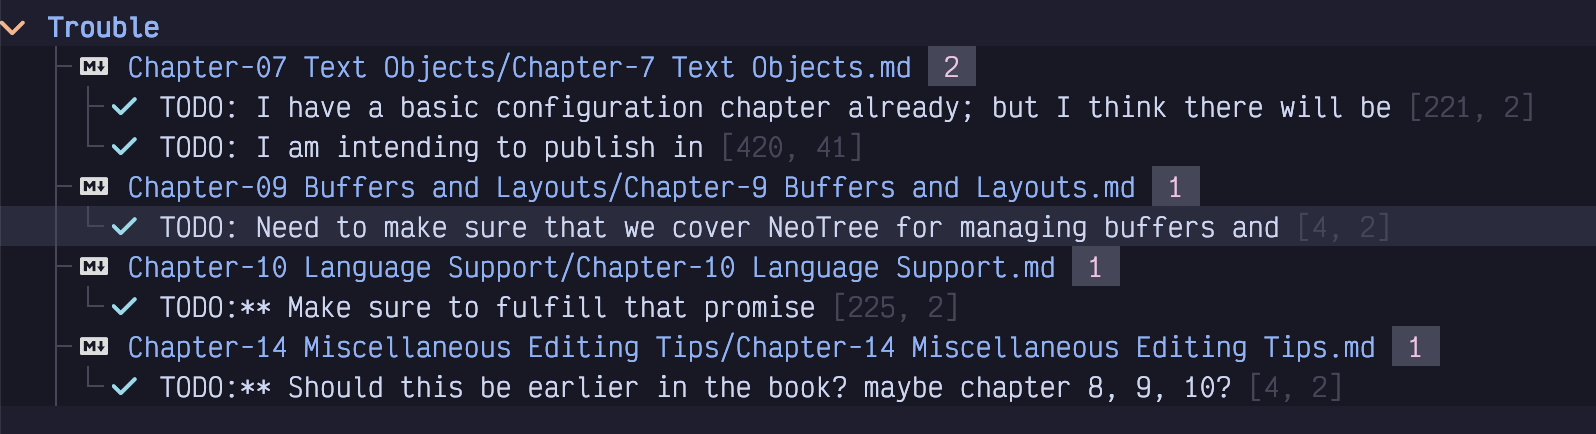 Trouble
M↓ Chapter-07 Text Objects/Chapter-7 Text Objects.md 2
TODO: I have a basic configuration chapter already; but I think there will be [221, 2]
TODO: I am intending to publish in [420, 41]
M↓ Chapter-09 Buffers and Layouts/Chapter-9 Buffers and Layouts.md 1
TODO: Need to make sure that we cover NeoTree for managing buffers and [4, 2]
M↓ Chapter-10 Language Support/Chapter-10 Language Support.md 1
TODO:** Make sure to fulfill that promise [225, 2]
M↓ Chapter-14 Miscellaneous Editing Tips/Chapter-14 Miscellaneous Editing Tips.md 1
TODO:** Should this be earlier in the book? maybe chapter 8, 9, 10? [4, 2]